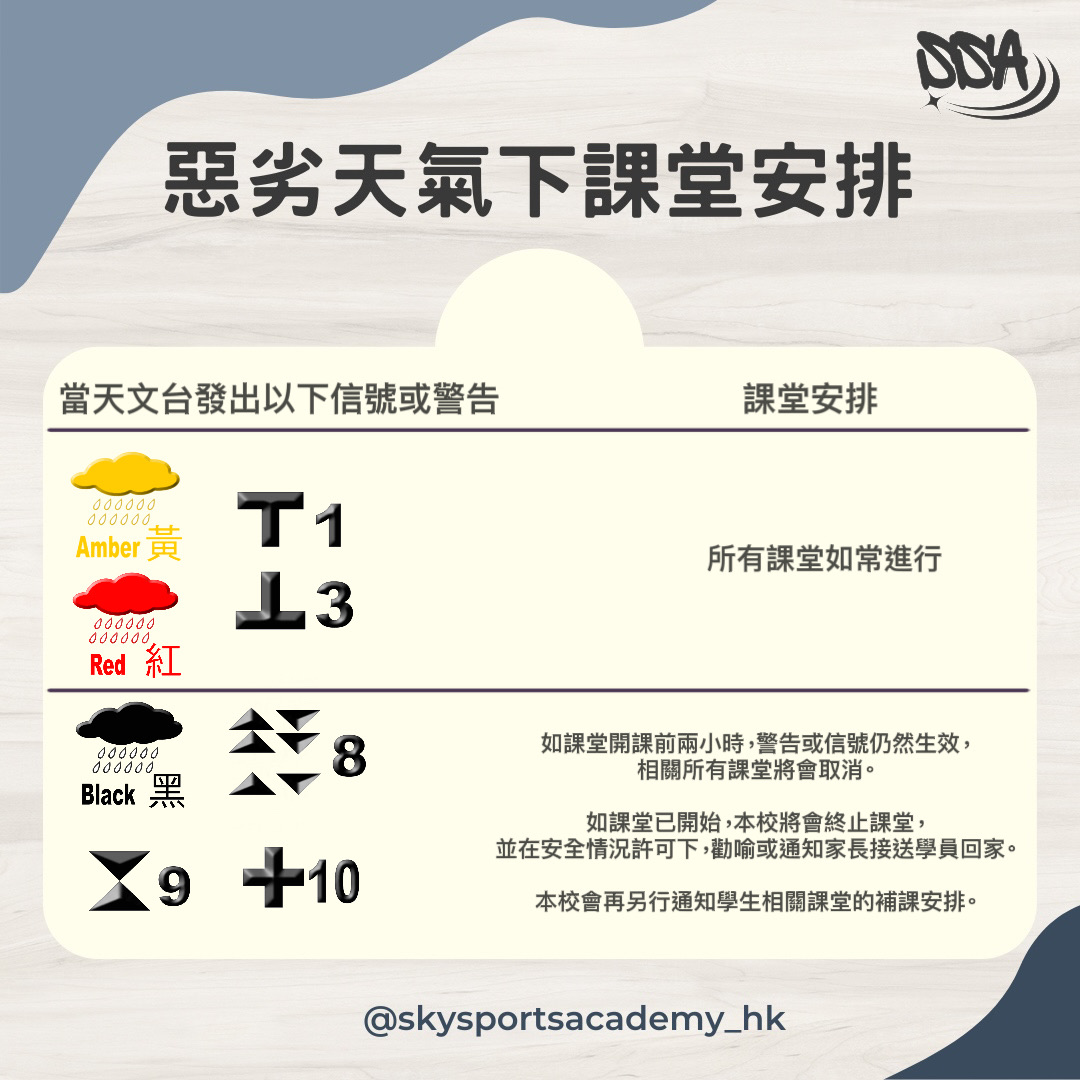 SSA
惡劣天氣下課堂安排
當天文台發出以下信號或警告
課堂安排
Amber 黃
T 1
Red 紅
⊥ 3
所有課堂如常進行
Black 黑
8
9
10
如課堂開課前兩小時，警告或信號仍然生效，
相關所有課堂將會取消。
如課堂已開始，本校將會終止課堂，
並在安全情況許可下，勸喻或通知家長接送學員回家。
本校會再另行通知學生相關課堂的補課安排。
@skysportsacademy_hk